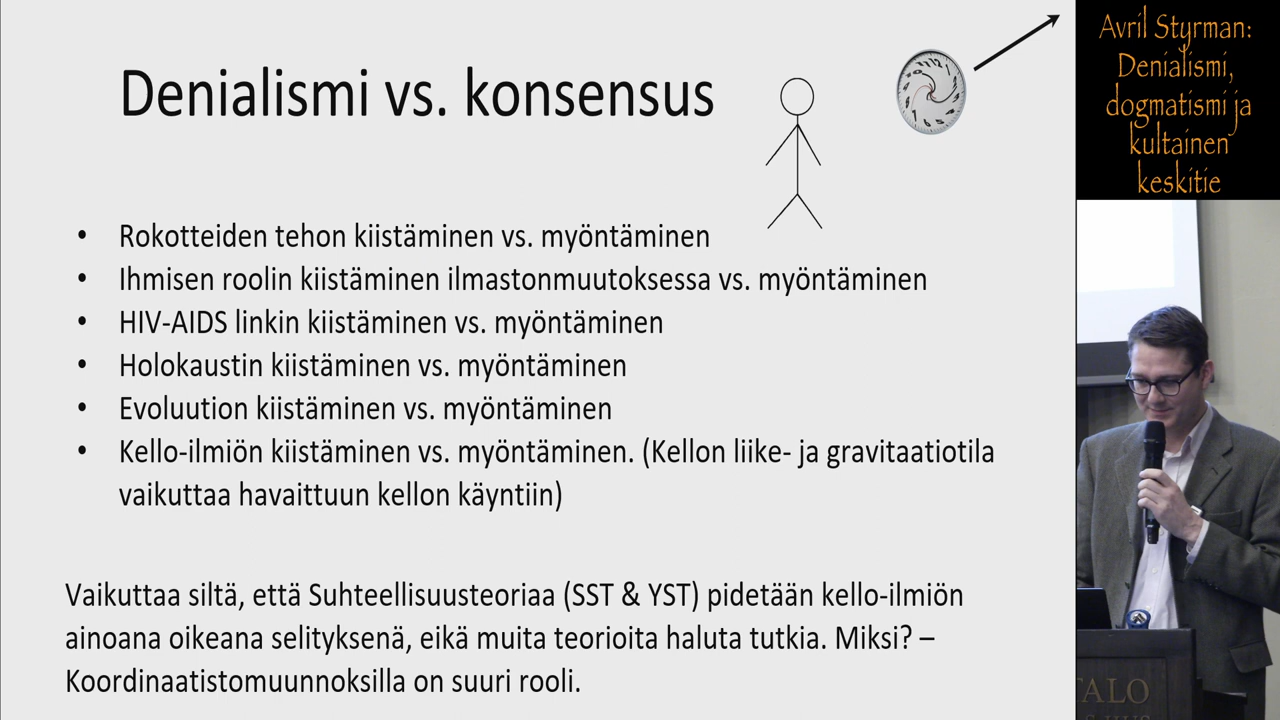 Denialismi vs. konsensus
• Rokotteiden tehon kiistäminen vs. myöntäminen
• Ihmisen roolin kiistäminen ilmastonmuutoksessa vs. myöntäminen
• HIV-AIDS linkin kiistäminen vs. myöntäminen
• Holokaustin kiistäminen vs. myöntäminen
• Evoluution kiistäminen vs. myöntäminen
• Kello-ilmiön kiistäminen vs. myöntäminen. (Kellon liike- ja gravitaatiotila
vaikuttaa havaittuun kellon käyntiin)
Vaikuttaa siltä, että Suhteellisuusteoriaa (SST & YST) pidetään kello-ilmiön
ainoana oikeana selityksenä, eikä muita teorioita haluta tutkia. Miksi? –
Koordinaatistomuunnoksilla on suuri rooli.
Avril Styrman:
Denialismi,
dogmatismi ja
kultainen
keskitie